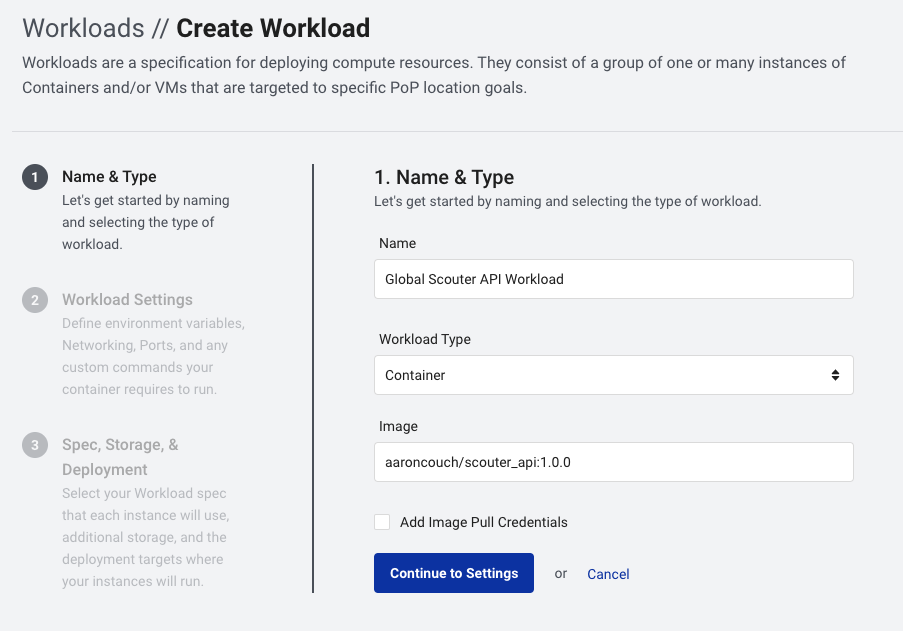 Workloads // Create Workload
Workloads are a specification for deploying compute resources. They consist of a group of one or many instances of
Containers and/or VMs that are targeted to specific PoP location goals.
1 Name & Type
Let's get started by naming
and selecting the type of
workload.
2 Workload Settings
Define environment variables,
Networking, Ports, and any
custom commands your
container requires to run.
3 Spec, Storage, &
Deployment
Select your Workload spec
that each instance will use,
additional storage, and the
deployment targets where
your instances will run.
1. Name & Type
Let's get started by naming and selecting the type of workload.
Name
Global Scouter API Workload
Workload Type
Container
Image
aaroncouch/scouter_api:1.0.0
Add Image Pull Credentials
Continue to Settings or Cancel